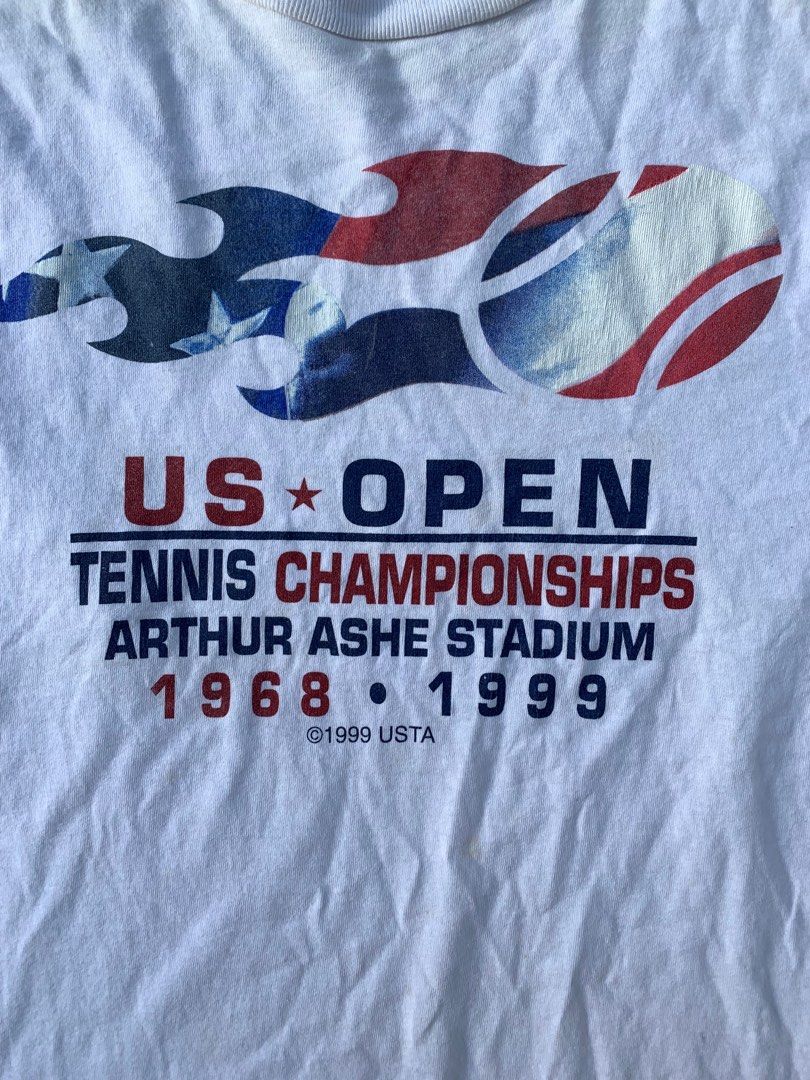 US ★ OPEN
TENNIS CHAMPIONSHIPS
ARTHUR ASHE STADIUM
1968 • 1999
©1999 USTA